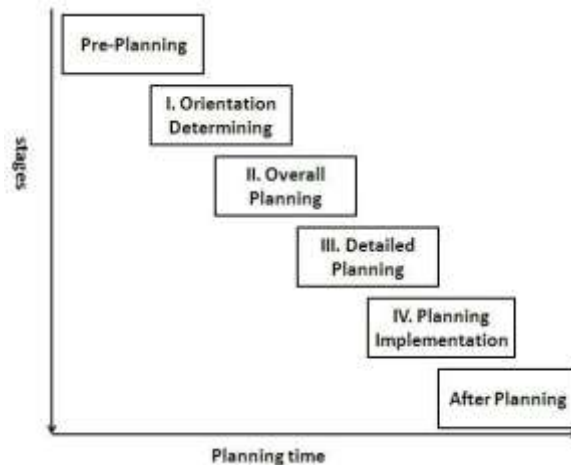 Pre-Planning
I. Orientation
Determining
II. Overall
Planning
III. Detailed
Planning
IV. Planning
Implementation
After Planning
stages
Planning time